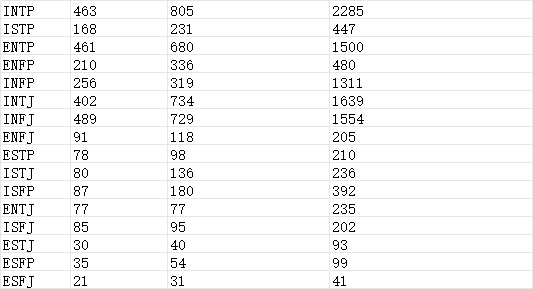 INTP 463 805 2285
ISTP 168 231 447
ENTP 461 680 1500
ENFP 210 336 480
INFP 256 319 1311
INTJ 402 734 1639
INFJ 489 729 1554
ENFJ 91 118 205
ESTP 78 98 210
ISTJ 80 136 236
ISFP 87 180 392
ENTJ 77 77 235
ISFJ 85 95 202
ESTJ 30 40 93
ESFP 35 54 99
ESFJ 21 31 41